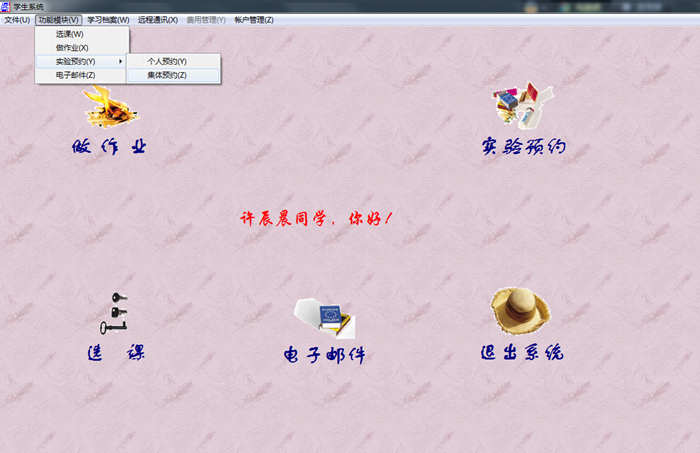 学生系统
文件(U) 功能模块(V) 学习档案(W) 远程通讯(X) 费用管理(Y) 帐户管理(Z)
选课(W)
做作业(X)
实验预约(Y) 个人预约(Y)
电子邮件(Z) 集体预约(Z)
做作业 实验预约
许辰晨同学，你好！
选课 电子邮件 退出系统